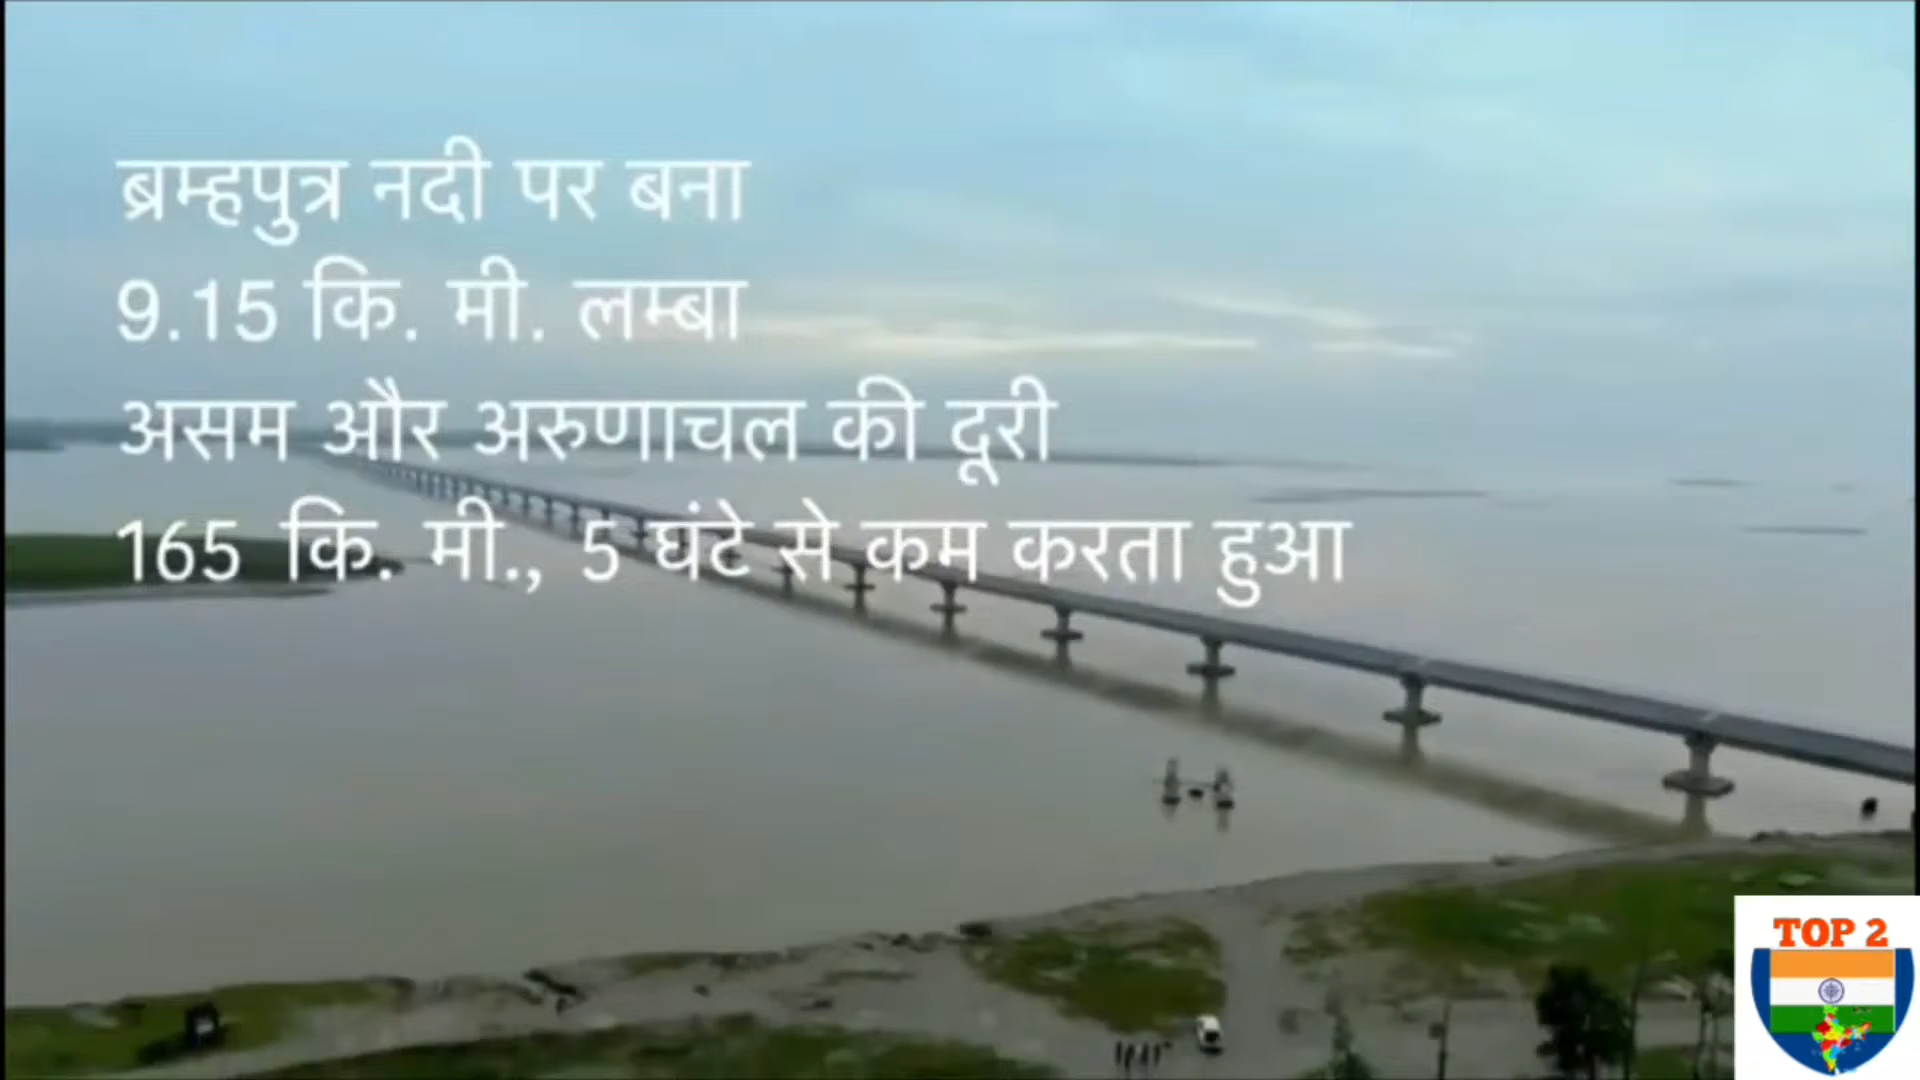 ब्रम्हपुत्र नदी पर बना
9.15 कि. मी. लम्बा
असम और अरुणाचल की दूरी
165 कि. मी., 5 घंटे से कम करता हुआ
TOP 2